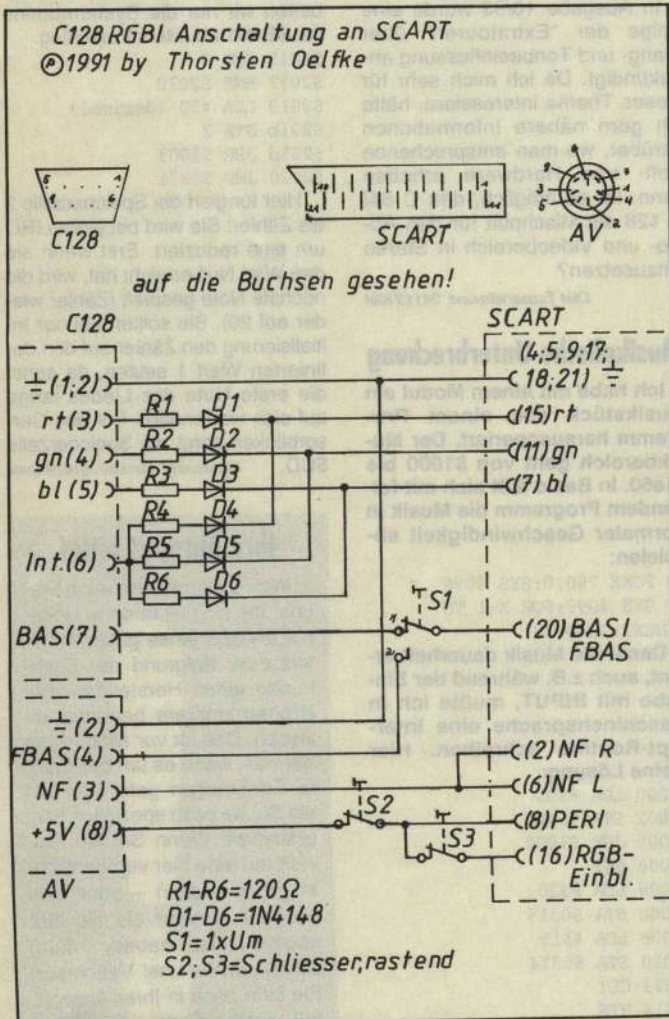 C128 RGBI Anschaltung an SCART
Ⓟ1991 by Thorsten Oelfke
C128
SCART
AV
auf die Buchsen gesehen!
C128
SCART
(1;2)
(4;5;9;17;
18;21)
rt(3)
R1
D1
(15)rt
gn(4)
R2
D2
(11)gn
bl(5)
R3
D3
(7)bl
R4
D4
Int.(6)
R5
D5
R6
D6
BAS(7)
1
S1
(20)BAS/
2
FBAS
(2)
FBAS(4)
(2)NF R
NF(3)
(6)NF L
+5V(8)
S2
(8)PERI
S3
(16)RGB-
Einbl.
AV
R1-R6=120Ω
D1-D6=1N4148
S1=1xUm
S2;S3=Schliesser,rastend